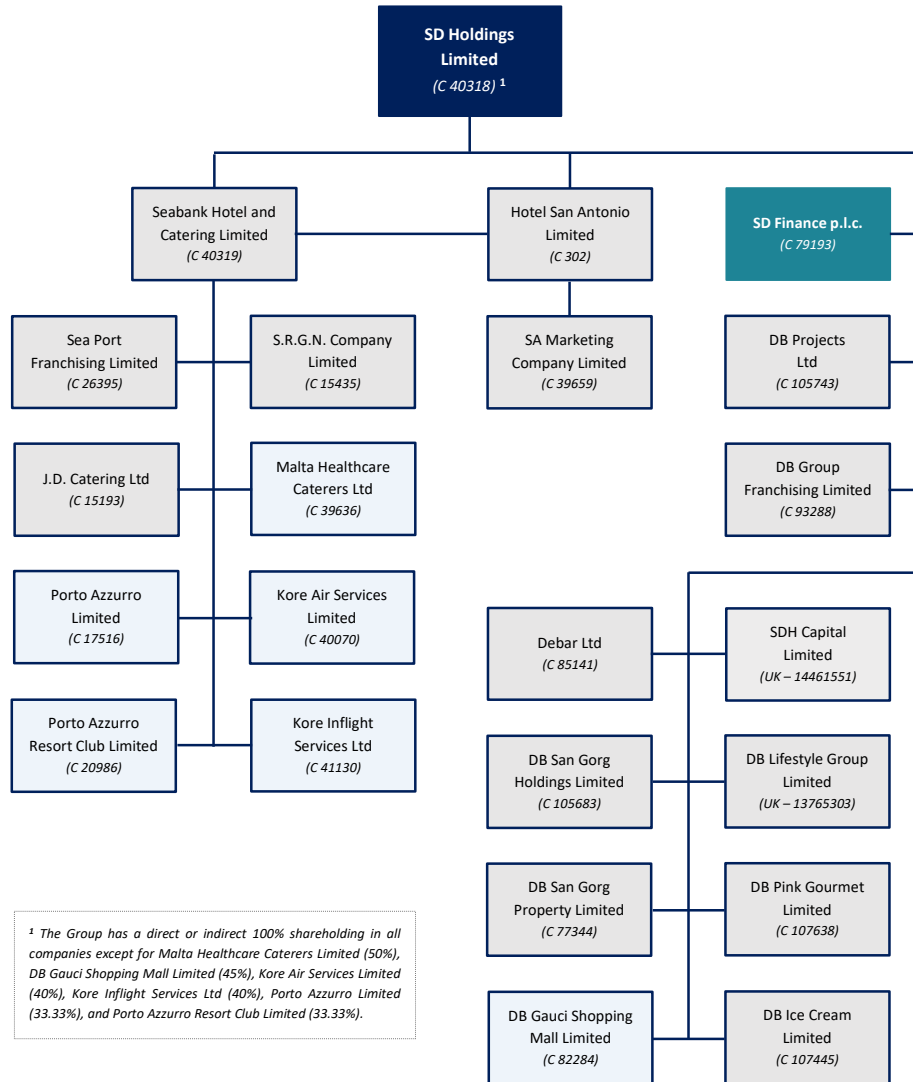 SD Holdings
Limited
(C 40318) ¹
Seabank Hotel and
Catering Limited
(C 40319)
Hotel San Antonio
Limited
(C 302)
SD Finance p.l.c.
(C 79193)
Sea Port
Franchising Limited
(C 26395)
S.R.G.N. Company
Limited
(C 15435)
SA Marketing
Company Limited
(C 39659)
DB Projects
Ltd
(C 105743)
J.D. Catering Ltd
(C 15193)
Malta Healthcare
Caterers Ltd
(C 39636)
DB Group
Franchising Limited
(C 93288)
Porto Azzurro
Limited
(C 17516)
Kore Air Services
Limited
(C 40070)
Debar Ltd
(C 85141)
SDH Capital
Limited
(UK – 14461551)
Porto Azzurro
Resort Club Limited
(C 20986)
Kore Inflight
Services Ltd
(C 41130)
DB San Gorg
Holdings Limited
(C 105683)
DB Lifestyle Group
Limited
(UK – 13765303)
DB San Gorg
Property Limited
(C 77344)
DB Pink Gourmet
Limited
(C 107638)
¹ The Group has a direct or indirect 100% shareholding in all
companies except for Malta Healthcare Caterers Limited (50%),
DB Gauci Shopping Mall Limited (45%), Kore Air Services Limited
(40%), Kore Inflight Services Ltd (40%), Porto Azzurro Limited
(33.33%), and Porto Azzurro Resort Club Limited (33.33%).
DB Gauci Shopping
Mall Limited
(C 82284)
DB Ice Cream
Limited
(C 107445)